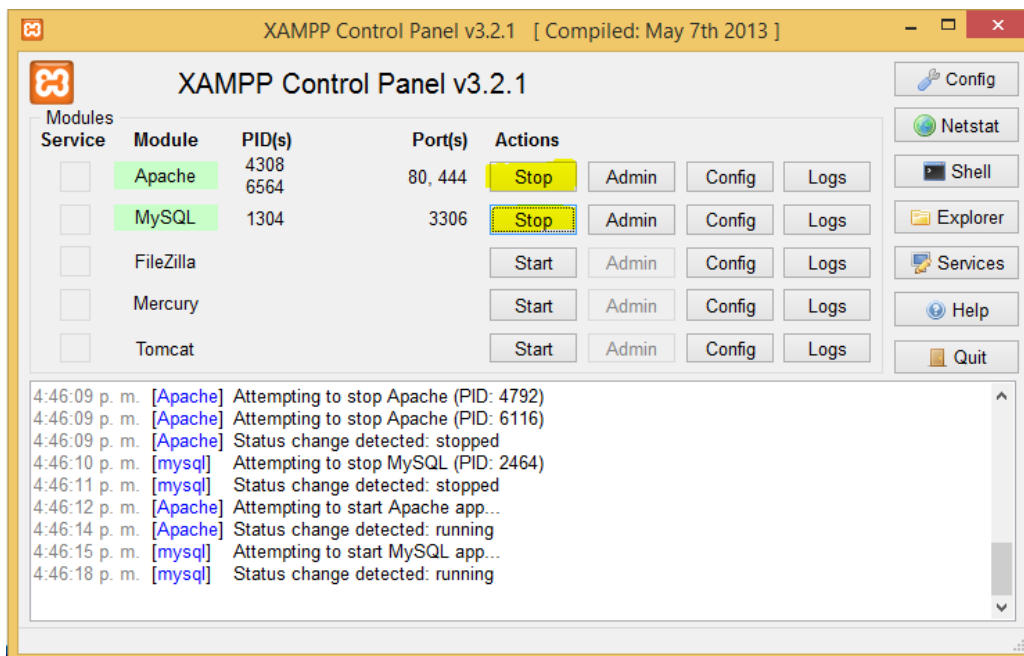 XAMPP Control Panel v3.2.1 [ Compiled: May 7th 2013 ]
XAMPP Control Panel v3.2.1
Config
Modules
Netstat
Service Module PID(s) Port(s) Actions
Apache 4308 6564 80, 444 Stop Admin Config Logs
Shell
MySQL 1304 3306 Stop Admin Config Logs
Explorer
FileZilla Start Admin Config Logs
Services
Mercury Start Admin Config Logs
Help
Tomcat Start Admin Config Logs
Quit
4:46:09 p. m. [Apache] Attempting to stop Apache (PID: 4792)
4:46:09 p. m. [Apache] Attempting to stop Apache (PID: 6116)
4:46:09 p. m. [Apache] Status change detected: stopped
4:46:10 p. m. [mysql] Attempting to stop MySQL (PID: 2464)
4:46:11 p. m. [mysql] Status change detected: stopped
4:46:12 p. m. [Apache] Attempting to start Apache app...
4:46:14 p. m. [Apache] Status change detected: running
4:46:15 p. m. [mysql] Attempting to start MySQL app...
4:46:18 p. m. [mysql] Status change detected: running